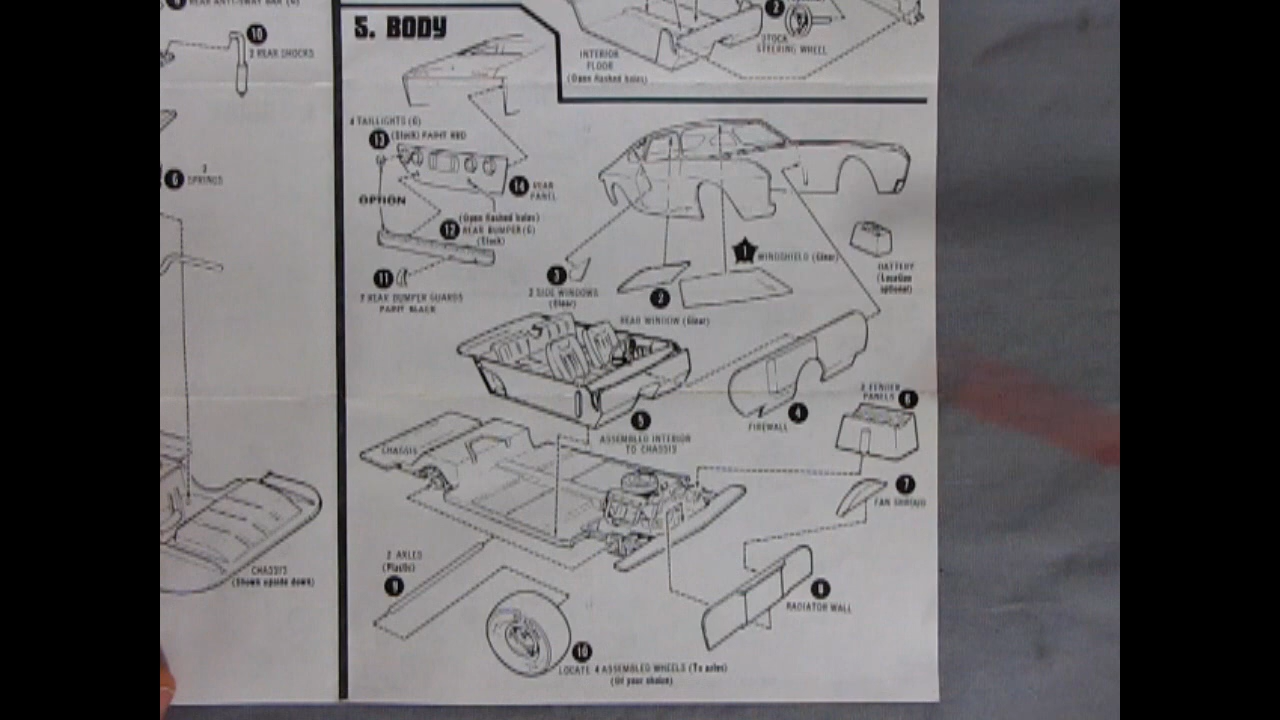 REAR ANTI-SWAY BAR (G)
10
2 REAR SHOCKS
6
2
SPRINGS
CHASSIS
(Shown upside down)
2
STOCK
STEERING WHEEL
INTERIOR
FLOOR
(Open flashed holes)
5. BODY
4 TAILLIGHTS (G)
13 (Stock) PAINT RED
14 REAR
PANEL
OPTION
(Open flashed holes)
12 REAR BUMPER (G)
(Stock)
11
2 REAR BUMPER GUARDS
PAINT BLACK
3
2 SIDE WINDOWS
(Clear)
1 WINDSHIELD (Clear)
2
REAR WINDOW (Clear)
BATTERY
(Location
optional)
4
FIREWALL
5
ASSEMBLED INTERIOR
TO CHASSIS
2 FENDER
PANELS 6
CHASSIS
7
FAN SHROUD
2 AXLES
(Plastic)
9
8
RADIATOR WALL
10
LOCATE 4 ASSEMBLED WHEELS (To axles)
(Of your choice)